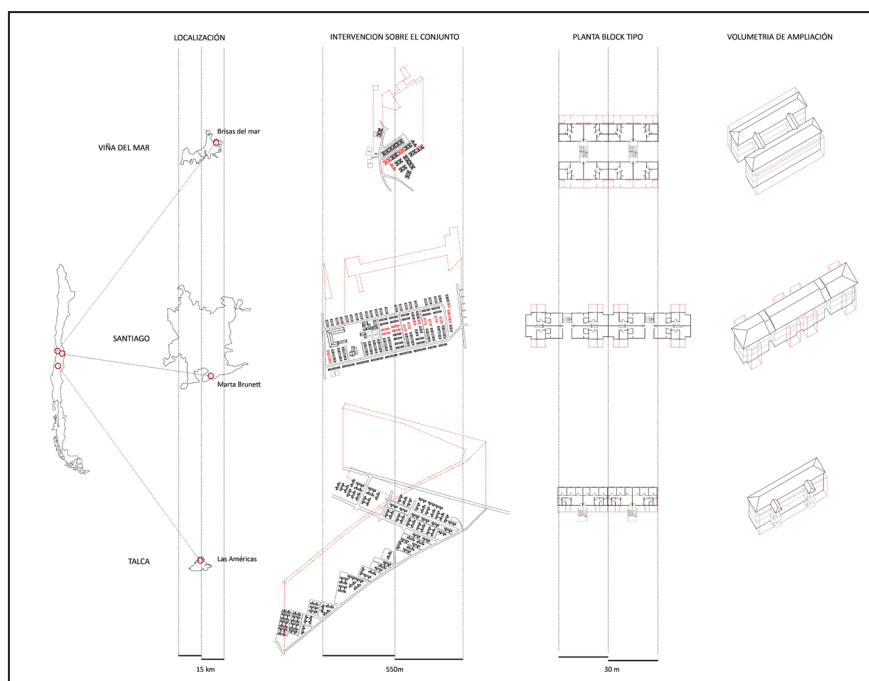 LOCALIZACIÓN
INTERVENCION SOBRE EL CONJUNTO
PLANTA BLOCK TIPO
VOLUMETRIA DE AMPLIACIÓN
Brisas del mar
VIÑA DEL MAR
SANTIAGO
Marta Brunett
TALCA
Las Américas
15 km
550m
30 m